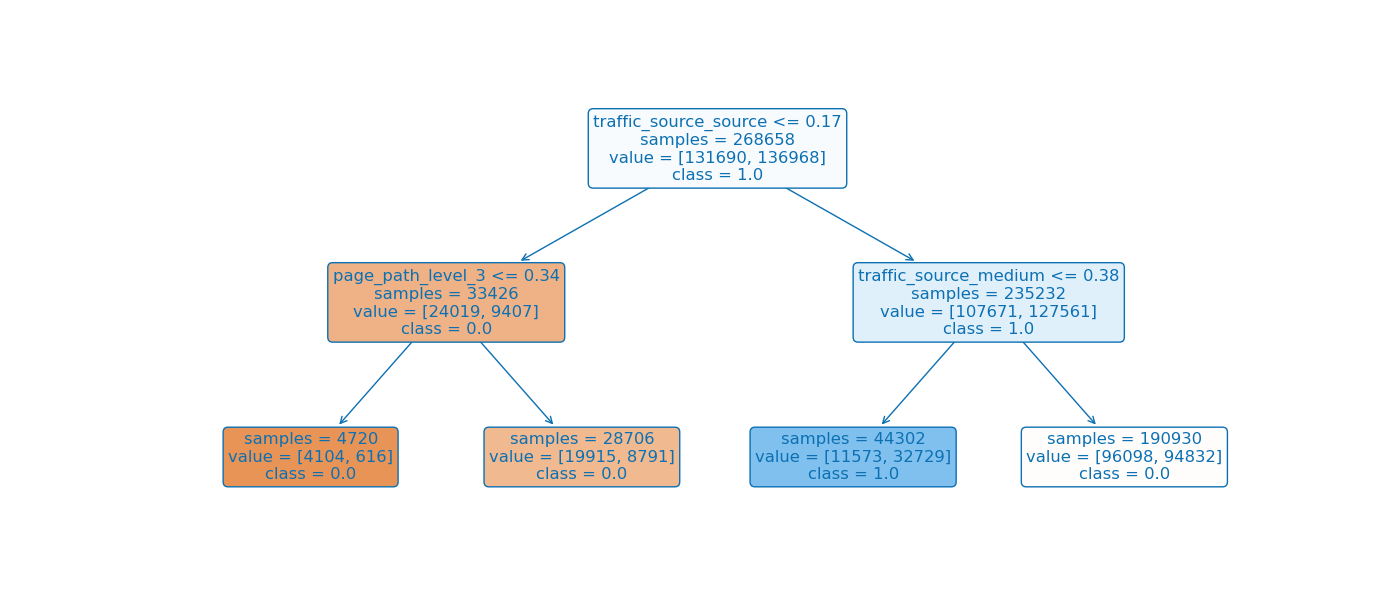 traffic_source_source <= 0.17
samples = 268658
value = [131690, 136968]
class = 1.0
page_path_level_3 <= 0.34
samples = 33426
value = [24019, 9407]
class = 0.0
traffic_source_medium <= 0.38
samples = 235232
value = [107671, 127561]
class = 1.0
samples = 4720
value = [4104, 616]
class = 0.0
samples = 28706
value = [19915, 8791]
class = 0.0
samples = 44302
value = [11573, 32729]
class = 1.0
samples = 190930
value = [96098, 94832]
class = 0.0